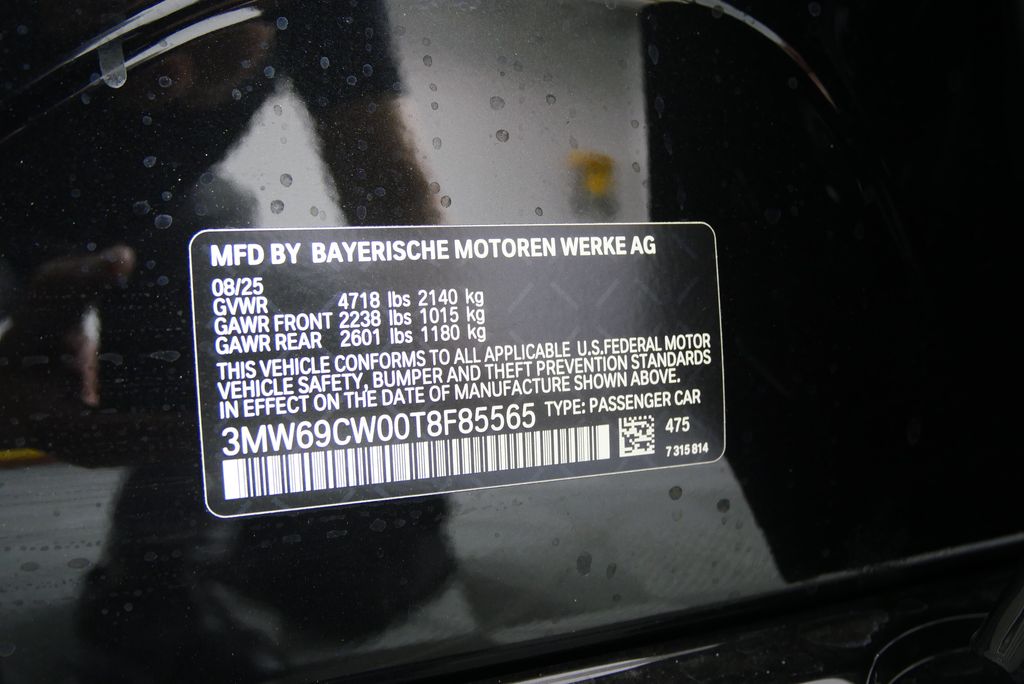 MFD BY BAYERISCHE MOTOREN WERKE AG
08/25
GVWR 4718 lbs 2140 kg
GAWR FRONT 2238 lbs 1015 kg
GAWR REAR 2601 lbs 1180 kg
THIS VEHICLE CONFORMS TO ALL APPLICABLE U.S.FEDERAL MOTOR
VEHICLE SAFETY, BUMPER AND THEFT PREVENTION STANDARDS
IN EFFECT ON THE DATE OF MANUFACTURE SHOWN ABOVE.
3MW69CW00T8F85565 TYPE: PASSENGER CAR
475
7 315 814